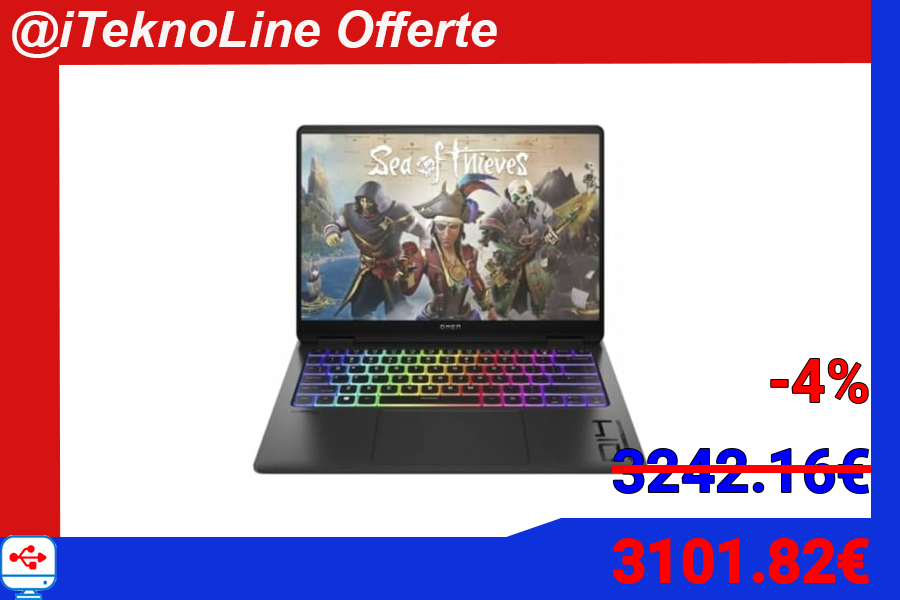 @iTeknoLine Offerte
Sea of Thieves
OMEN
-4%
3242.16€
3101.82€